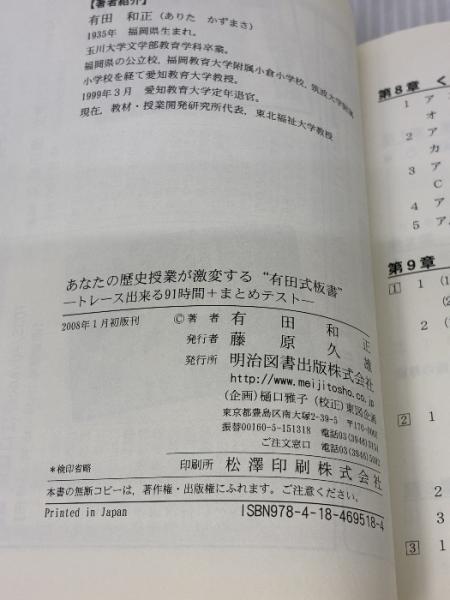 【著者紹介】
有田 和正（ありた かずまさ）
1935年 福岡県生まれ。
玉川大学文学部教育学科卒業。
福岡県の公立校，福岡教育大学附属小倉小学校，筑波大学附属
小学校を経て愛知教育大学教授。
1999年３月 愛知教育大学定年退官。
現在，教材・授業開発研究所代表，東北福祉大学教授
あなたの歴史授業が激変する“有田式板書”
―トレース出来る91時間＋まとめテスト―
2008年１月初版刊
©著 者 有 田 和 正
発行者 藤 原 久 雄
発行所 明治図書出版株式会社
http://www.meijitosho.co.jp
(企画)樋口雅子 (校正)東図企画
東京都豊島区南大塚2-39-5 〒170-0005
振替00160-5-151318 電話03(3946)
ご注文窓口 電話03(3946)
＊検印省略
印刷所 松澤印刷株式会社
本書の無断コピーは，著作権・出版権にふれます。ご注意ください。
Printed in Japan
ISBN978-4-18-469518-4
第８章 く
１ ア
オ
２ ア
カ
３ ア
C
４ ア
５ ア
第９章
１ １
２
２ １
２
３
３ １